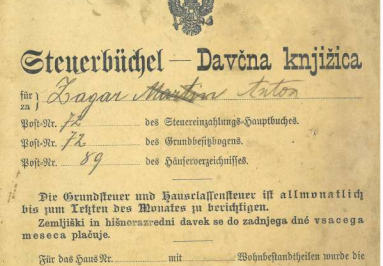 Steuerbüchel — Davčna knjižica
für
za } Zagar Martin Anton
Post-Nr. 72 des Steuereinzahlungs-Hauptbuches.
Post-Nr. 72 des Grundbesitzbogens.
Post-Nr. 89 des Häuserverzeichnisses.
Die Grundsteuer und Hausclassensteuer ist allmonatlich
bis zum Letzten des Monates zu berichtigen.
Zemljiški in hišnorazredni davek se do zadnjega dné vsacega
meseca plačuje.
Für das Haus Nr. mit Wohnbestandtheilen wurde die